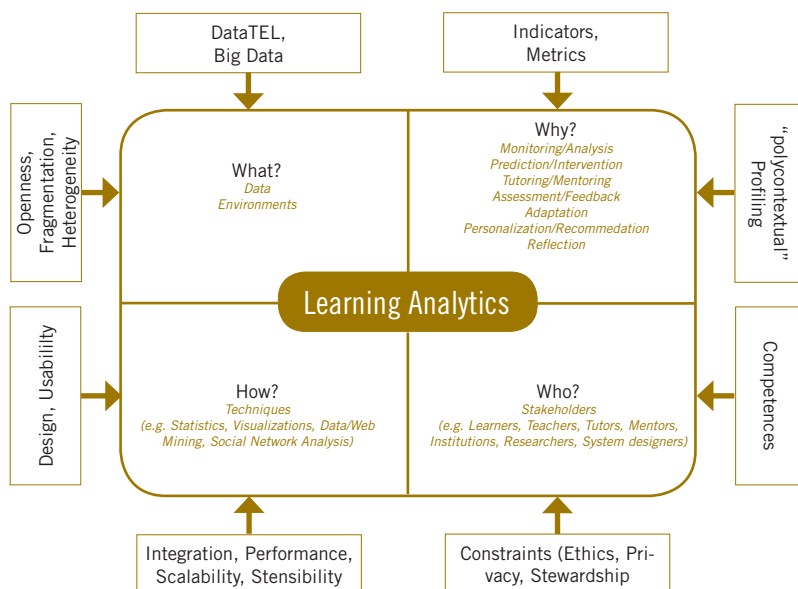 DataTEL,
Big Data
Indicators,
Metrics
Openness,
Fragmentation,
Heterogeneity
What?
Data
Environments
Why?
Monitoring/Analysis
Prediction/Intervention
Tutoring/Mentoring
Assessment/Feedback
Adaptation
Personalization/Recommedation
Reflection
“polycontextual”
Profiling
Learning Analytics
Design, Usabililty
How?
Techniques
(e.g. Statistics, Visualizations, Data/Web
Mining, Social Network Analysis)
Who?
Stakeholders
(e.g. Learners, Teachers, Tutors, Mentors,
Institutions, Researchers, System designers)
Competences
Integration, Performance,
Scalability, Stensibility
Constraints (Ethics, Pri-
vacy, Stewardship